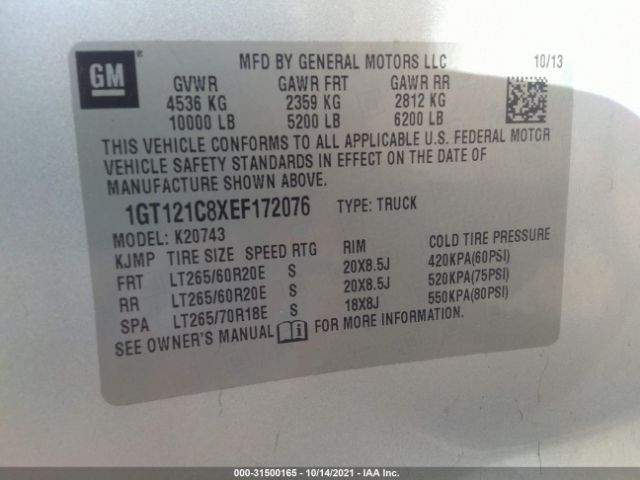 GM
MFD BY GENERAL MOTORS LLC 10/13
GVWR GAWR FRT GAWR RR
4536 KG 2359 KG 2812 KG
10000 LB 5200 LB 6200 LB
THIS VEHICLE CONFORMS TO ALL APPLICABLE U.S. FEDERAL MOTOR
VEHICLE SAFETY STANDARDS IN EFFECT ON THE DATE OF
MANUFACTURE SHOWN ABOVE.
1GT121C8XEF172076 TYPE: TRUCK
MODEL: K20743
KJMP TIRE SIZE SPEED RTG RIM COLD TIRE PRESSURE
FRT LT265/60R20E S 20X8.5J 420KPA(60PSI)
RR LT265/60R20E S 20X8.5J 520KPA(75PSI)
SPA LT265/70R18E S 18X8J 550KPA(80PSI)
SEE OWNER'S MANUAL FOR MORE INFORMATION.
000-31500165 - 10/14/2021 - IAA Inc.